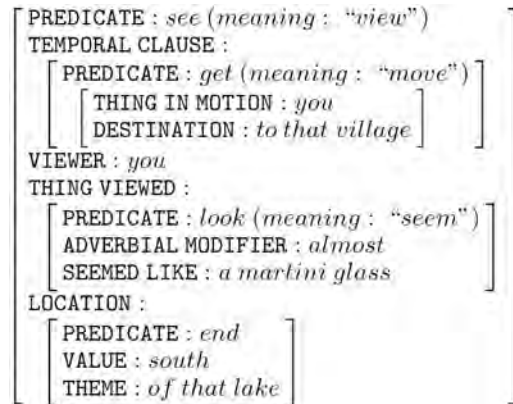 PREDICATE : see (meaning : “view”)
TEMPORAL CLAUSE :
PREDICATE : get (meaning : “move”)
THING IN MOTION : you
DESTINATION : to that village
VIEWER : you
THING VIEWED :
PREDICATE : look (meaning : “seem”)
ADVERBIAL MODIFIER : almost
SEEMED LIKE : a martini glass
LOCATION :
PREDICATE : end
VALUE : south
THEME : of that lake